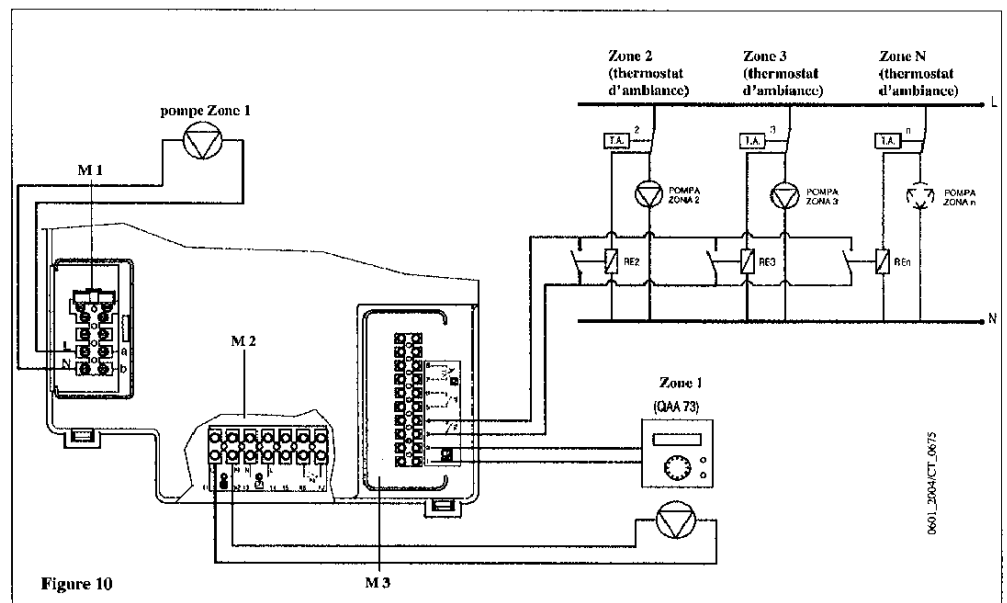 Zone 2
(thermostat
d'ambiance)
Zone 3
(thermostat
d'ambiance)
Zone N
(thermostat
d'ambiance)
L
pompe Zone 1
T.A.
2
T.A.
3
T.A.
n
M 1
POMPA
ZONA 2
POMPA
ZONA 3
POMPA
ZONA n
RE2
RE3
REn
L
a
N
b
N
M 2
Zone 1
(QAA 73)
M 3
Figure 10
0601_2004/CT_0675